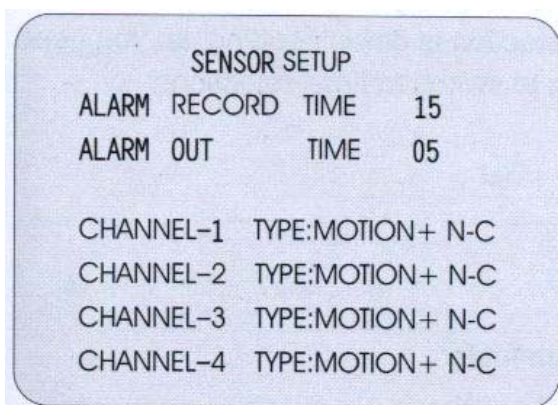 SENSOR SETUP
ALARM RECORD TIME 15
ALARM OUT TIME 05
CHANNEL-1 TYPE:MOTION+ N-C
CHANNEL-2 TYPE:MOTION+ N-C
CHANNEL-3 TYPE:MOTION+ N-C
CHANNEL-4 TYPE:MOTION+ N-C